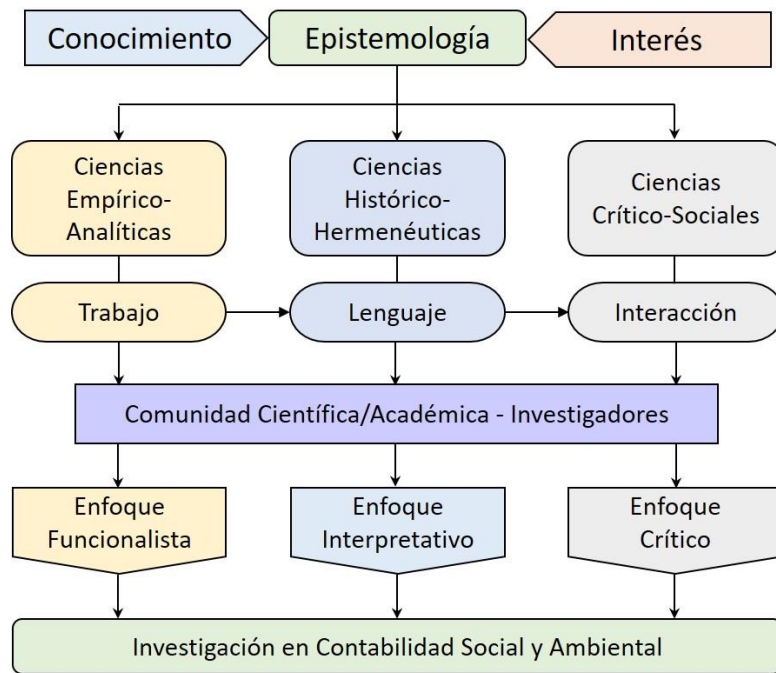 Conocimiento
Epistemología
Interés
Ciencias
Empírico-
Analíticas
Ciencias
Histórico-
Hermenéuticas
Ciencias
Crítico-Sociales
Trabajo
Lenguaje
Interacción
Comunidad Científica/Académica - Investigadores
Enfoque
Funcionalista
Enfoque
Interpretativo
Enfoque
Crítico
Investigación en Contabilidad Social y Ambiental